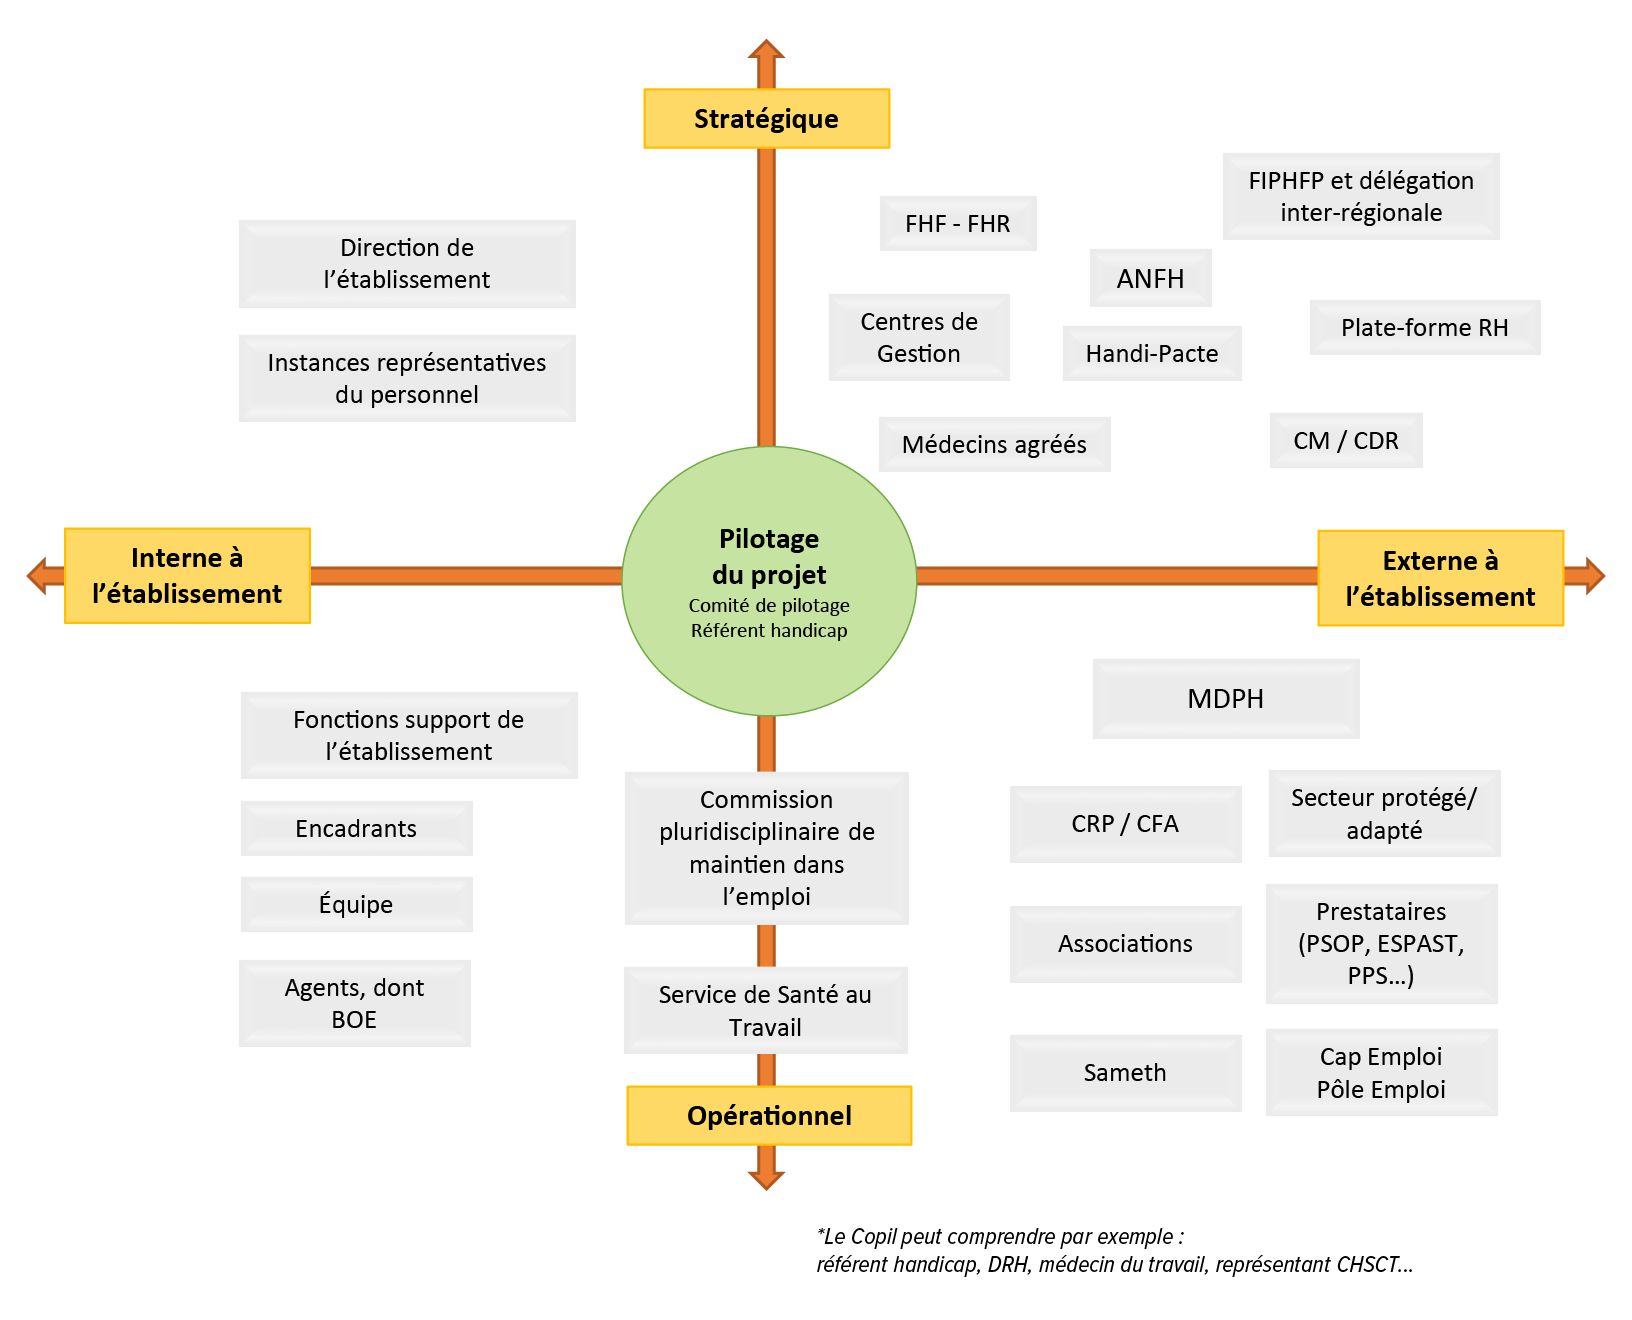 Stratégique
FIPHFP et délégation
inter-régionale
FHF - FHR
Direction de
l’établissement
ANFH
Centres de
Gestion
Plate-forme RH
Handi-Pacte
Instances représentatives
du personnel
Médecins agréés
CM / CDR
Interne à
l’établissement
Pilotage
du projet
Comité de pilotage
Référent handicap
Externe à
l’établissement
MDPH
Fonctions support de
l’établissement
Commission
pluridisciplinaire de
maintien dans
l’emploi
CRP / CFA
Secteur protégé/
adapté
Encadrants
Équipe
Associations
Prestataires
(PSOP, ESPAST,
PPS...)
Agents, dont
BOE
Service de Santé au
Travail
Sameth
Cap Emploi
Pôle Emploi
Opérationnel
*Le Copil peut comprendre par exemple :
référent handicap, DRH, médecin du travail, représentant CHSCT...